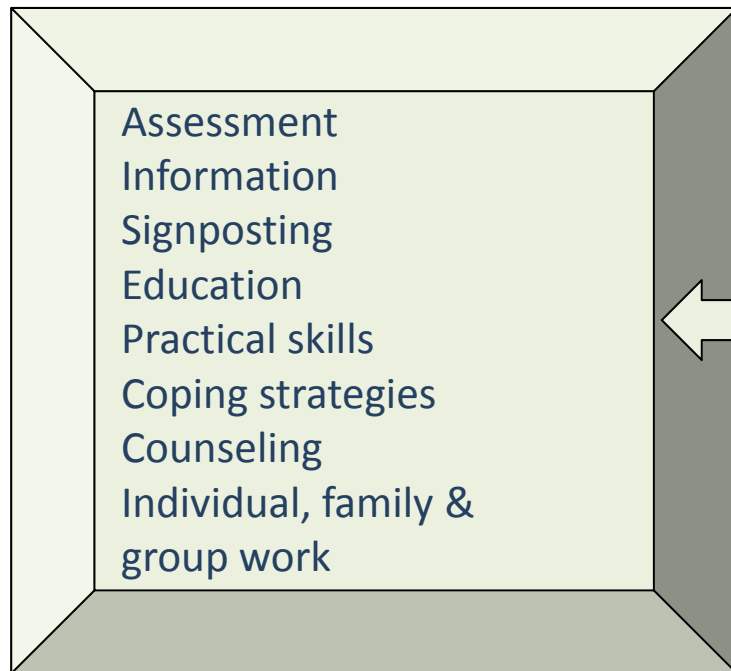 Assessment
Information
Signposting
Education
Practical skills
Coping strategies
Counseling
Individual, family &
group work